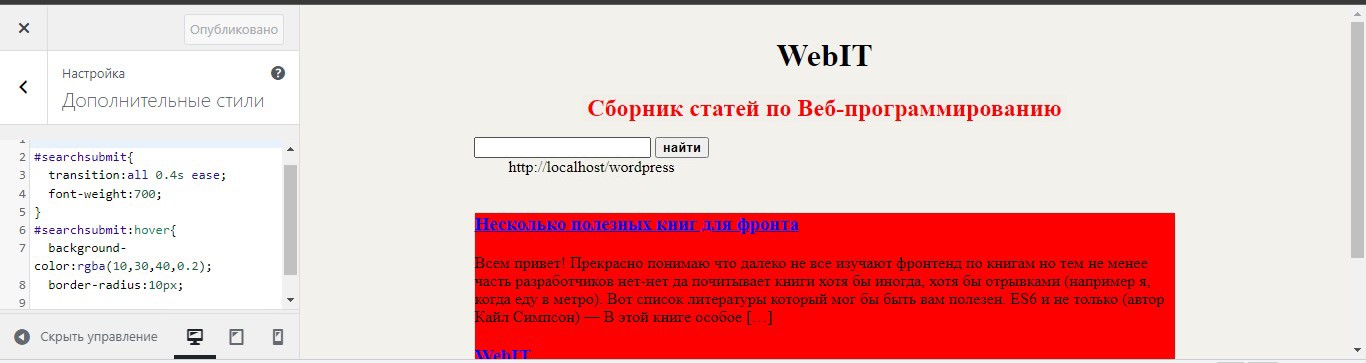 Опубликовано
Настройка
Дополнительные стили
1
2 #searchsubmit{
3 transition:all 0.4s ease;
4 font-weight:700;
5 }
6 #searchsubmit:hover{
7 background-
color:rgba(10,30,40,0.2);
8 border-radius:10px;
9
Скрыть управление
WebIT
Сборник статей по Веб-программированию
найти
http://localhost/wordpress
Несколько полезных книг для фронта
Всем привет! Прекрасно понимаю что далеко не все изучают фронтенд по книгам но тем не менее
часть разработчиков нет-нет да почитывает книги хотя бы иногда, хотя бы отрывками (например я,
когда еду в метро). Вот список литературы который мог бы быть вам полезен. ES6 и не только (автор
Кайл Симпсон) — В этой книге особое […]
WebIT